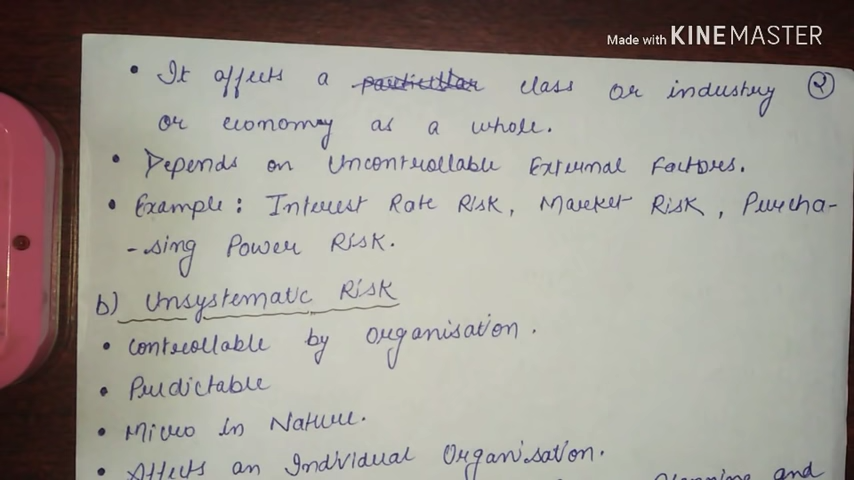 Made with KINEMASTER
• It affects a particular class or industry ②
or economy as a whole.
• Depends on Uncontrollable External Factors.
• Example: Interest Rate Risk, Market Risk, Purcha-
-sing Power Risk.
b) Unsystematic Risk
• Controllable by Organisation.
• Predictable
• Micro in Nature.
• Affects an Individual Organisation.
Planning and